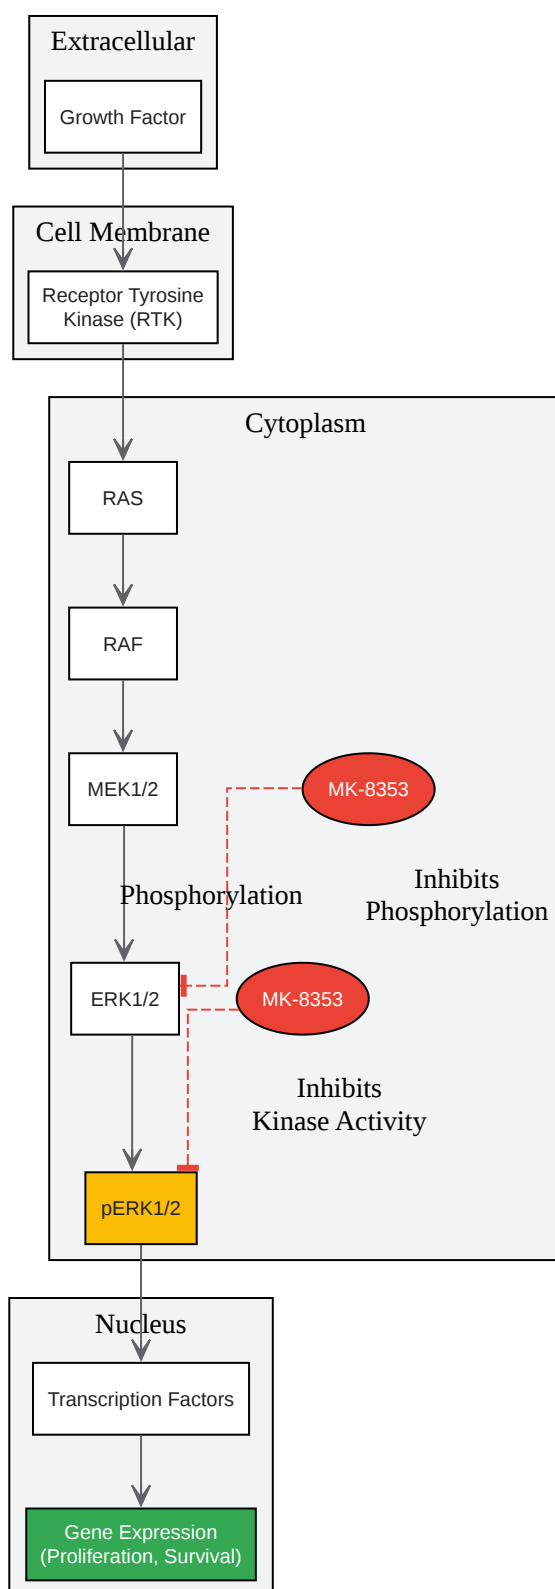 Extracellular
Growth Factor
Cell Membrane
Receptor Tyrosine
Kinase (RTK)
Cytoplasm
RAS
RAF
MEK1/2
MK-8353
Phosphorylation
Inhibits
Phosphorylation
ERK1/2
MK-8353
Inhibits
Kinase Activity
pERK1/2
Nucleus
Transcription Factors
Gene Expression
(Proliferation, Survival)